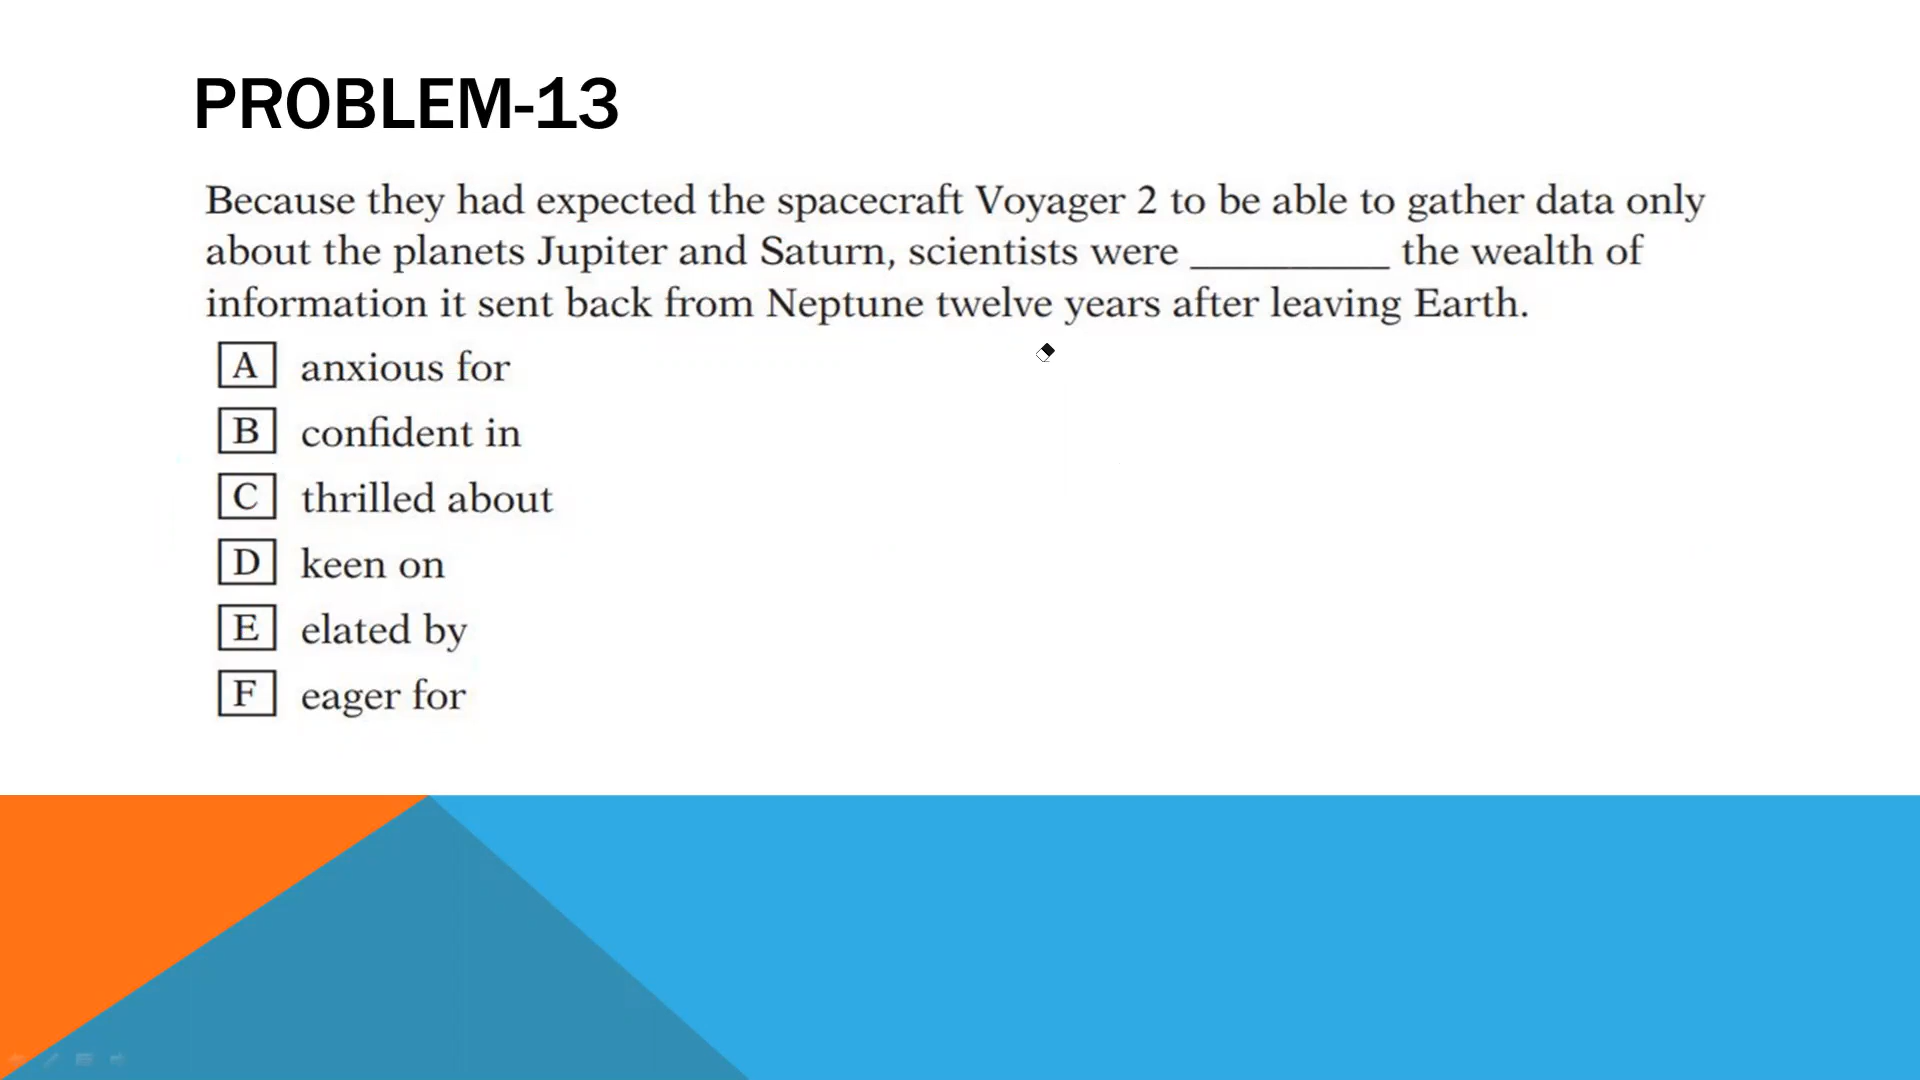 PROBLEM-13
Because they had expected the spacecraft Voyager 2 to be able to gather data only
about the planets Jupiter and Saturn, scientists were __________ the wealth of
information it sent back from Neptune twelve years after leaving Earth.
A anxious for
B confident in
C thrilled about
D keen on
E elated by
F eager for